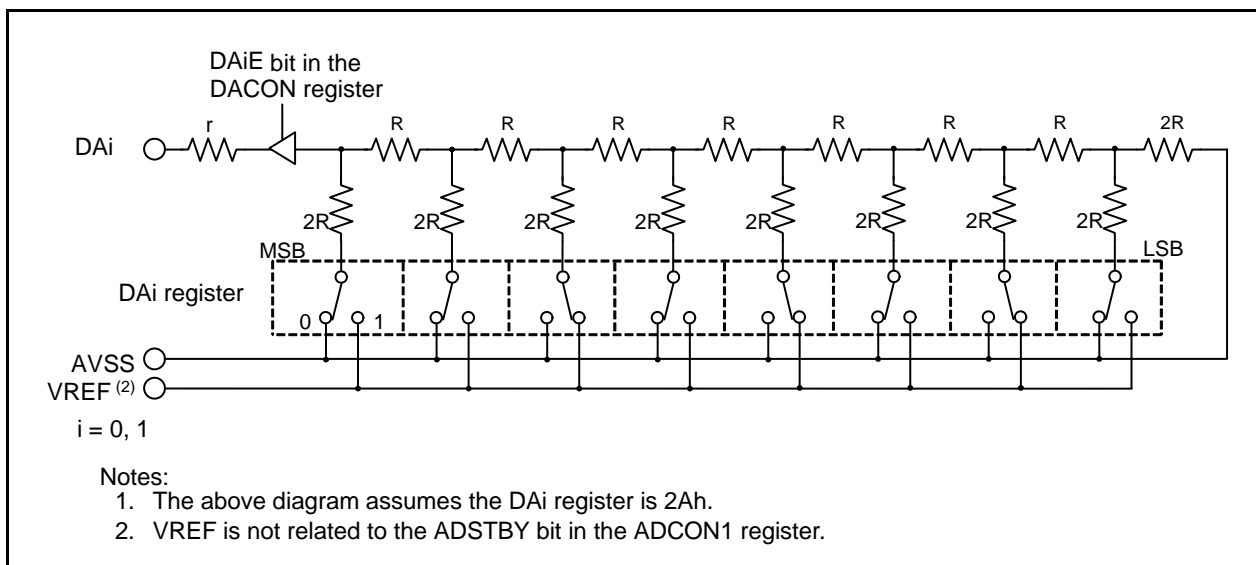 DAiE bit in the
DACON register
r
R
R
R
R
R
R
R
2R
DAi
2R
2R
2R
2R
2R
2R
2R
2R
MSB
LSB
DAi register
0
1
AVSS
VREF (2)
i = 0, 1
Notes:
1. The above diagram assumes the DAi register is 2Ah.
2. VREF is not related to the ADSTBY bit in the ADCON1 register.